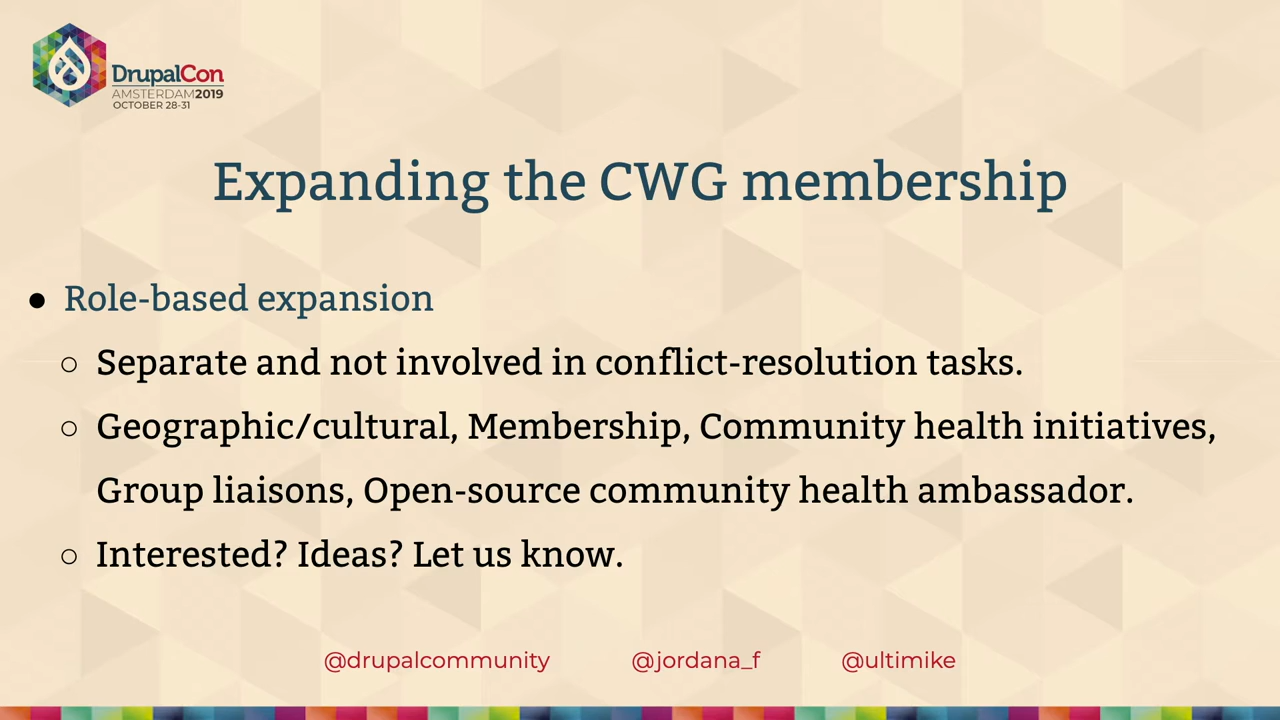 DrupalCon
AMSTERDAM2019
OCTOBER 28-31
Expanding the CWG membership
● Role-based expansion
○ Separate and not involved in conflict-resolution tasks.
○ Geographic/cultural, Membership, Community health initiatives,
Group liaisons, Open-source community health ambassador.
○ Interested? Ideas? Let us know.
@drupalcommunity @jordana_f @ultimike